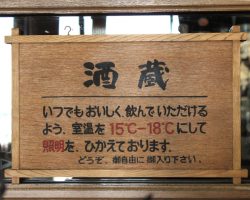 酒蔵
いつでもおいしく、飲んでいただける
よう、室温を15℃-18℃にして
照明を、ひかえております。
どうぞ、御自由に御入り下さい。